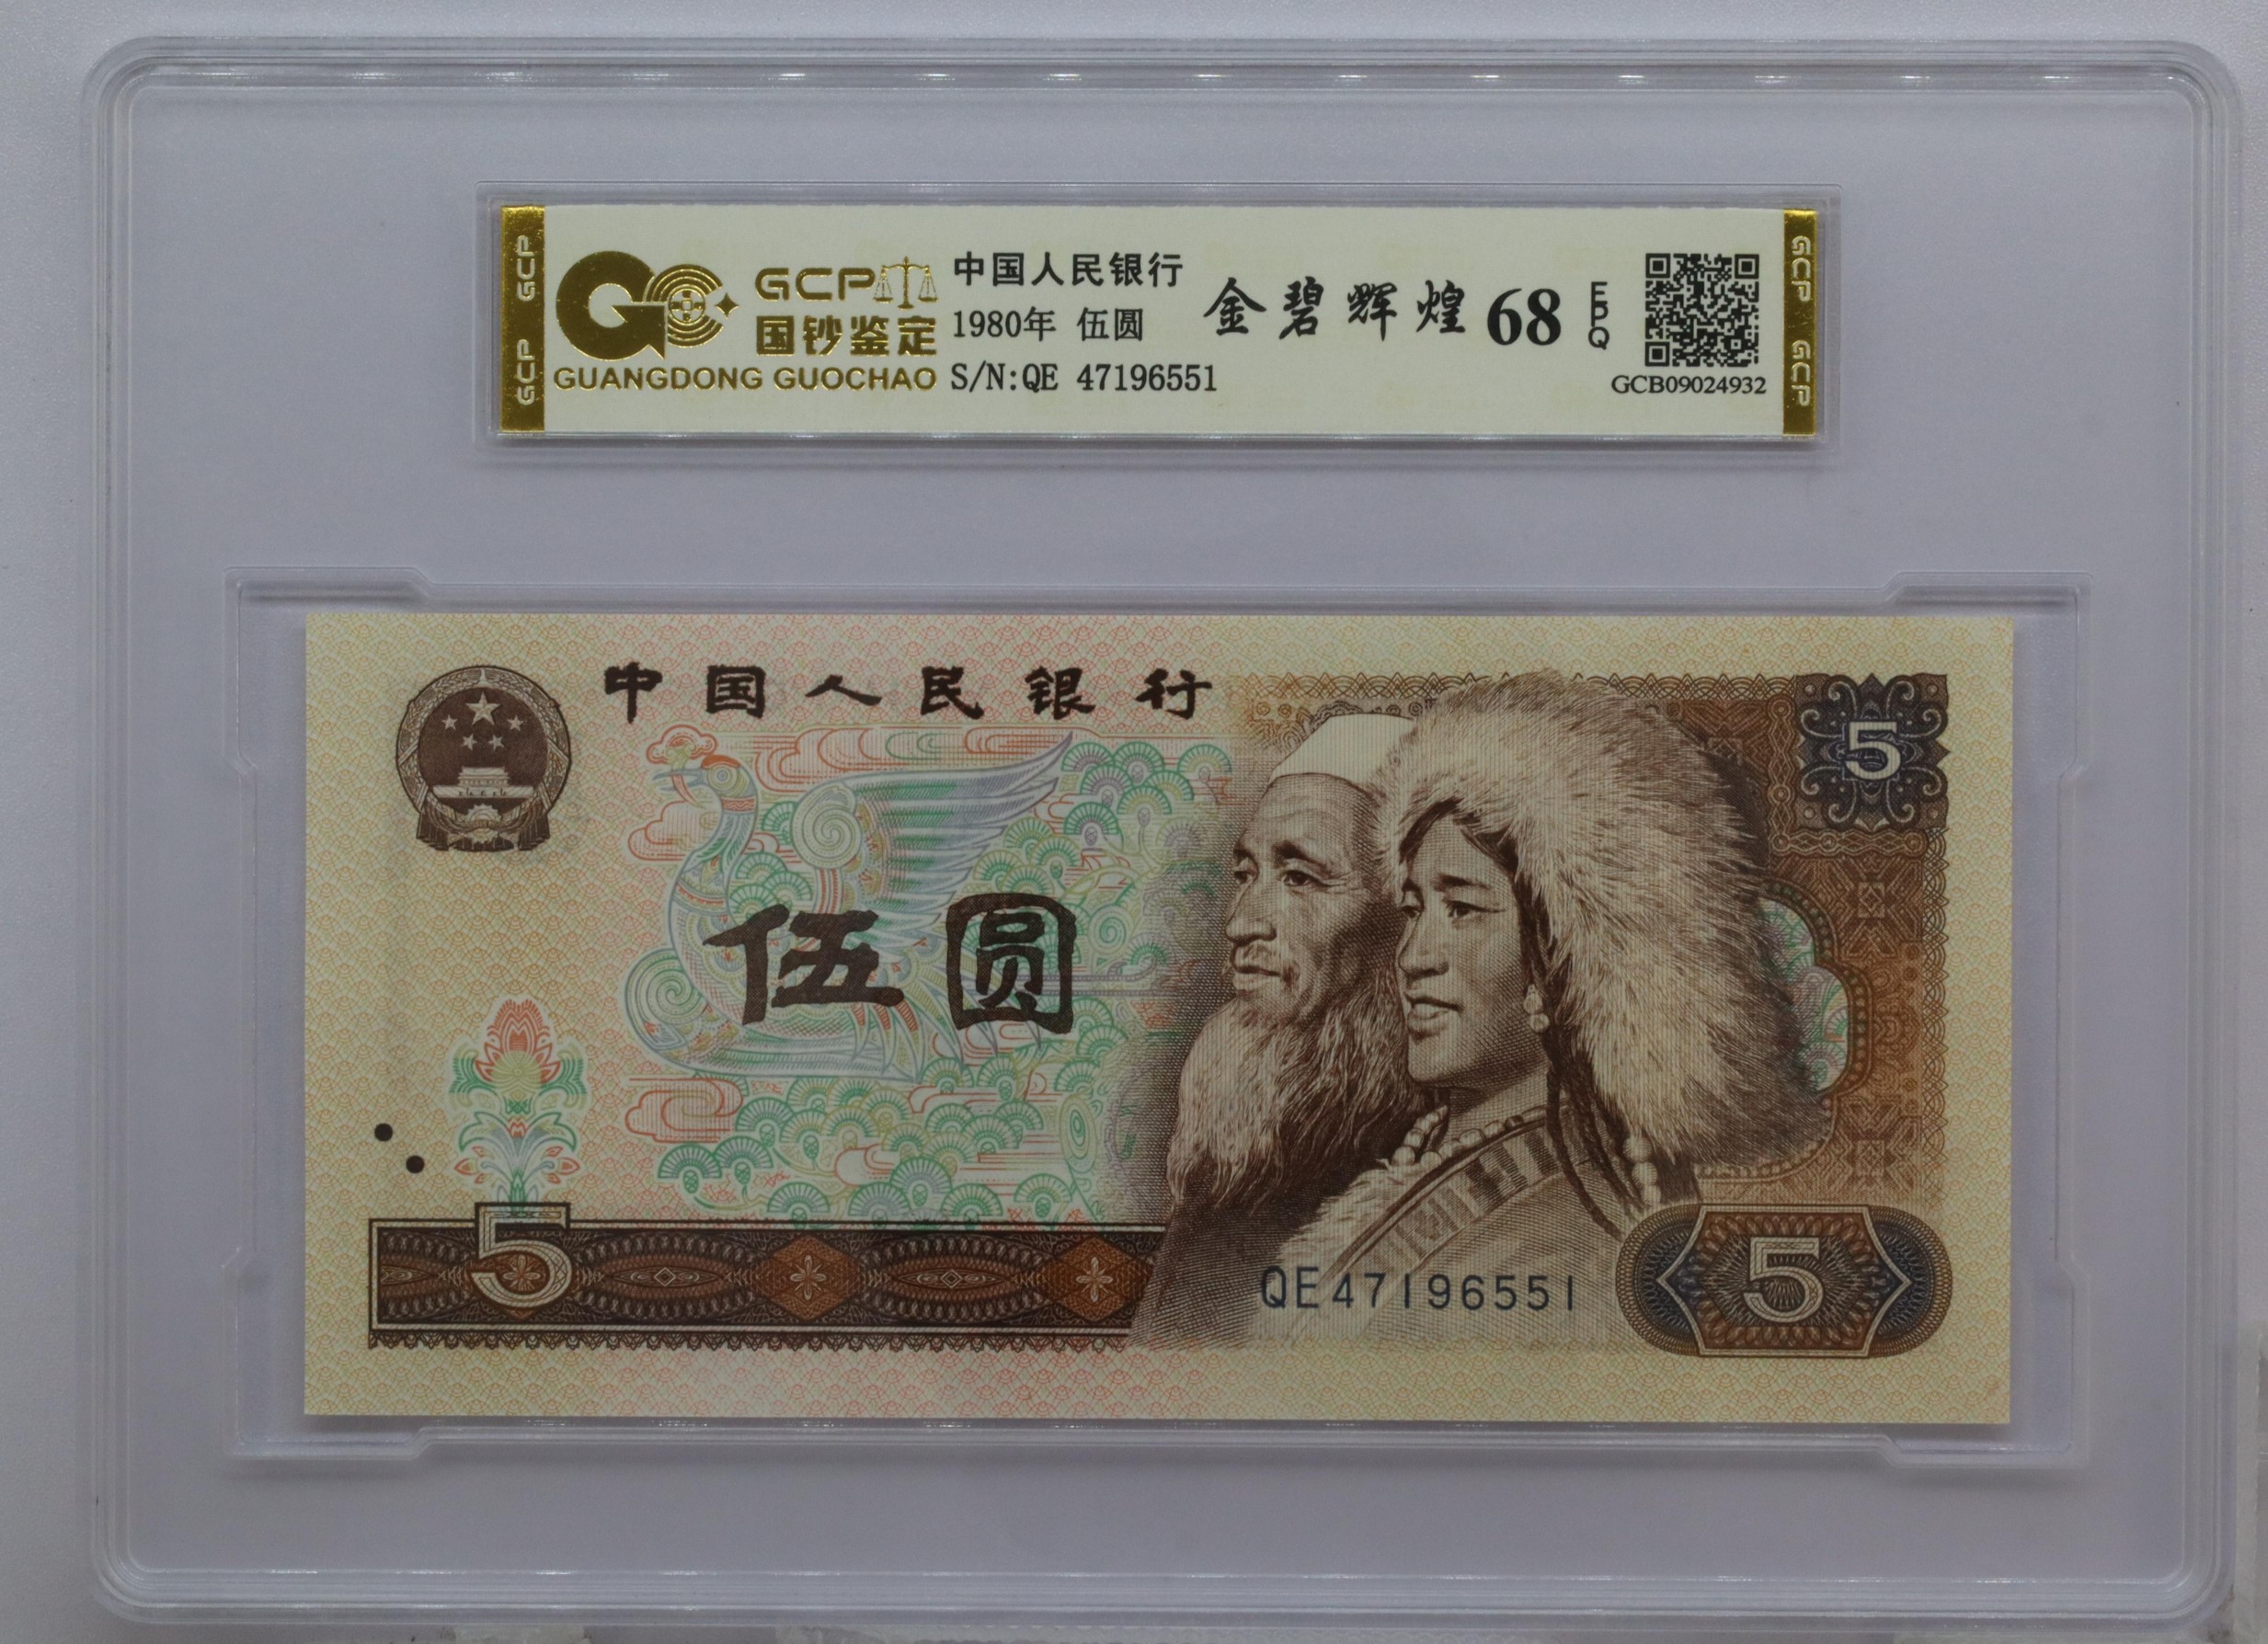 GCP GCP
GCP
国钞鉴定
GUANGDONG GUOCHAO
中国人民银行
1980年 伍圆
S/N:QE 47196551
金碧辉煌 68 EPQ
GCB09024932
GCP GCP
中国人民银行
5
伍圆
5
QE47196551
5